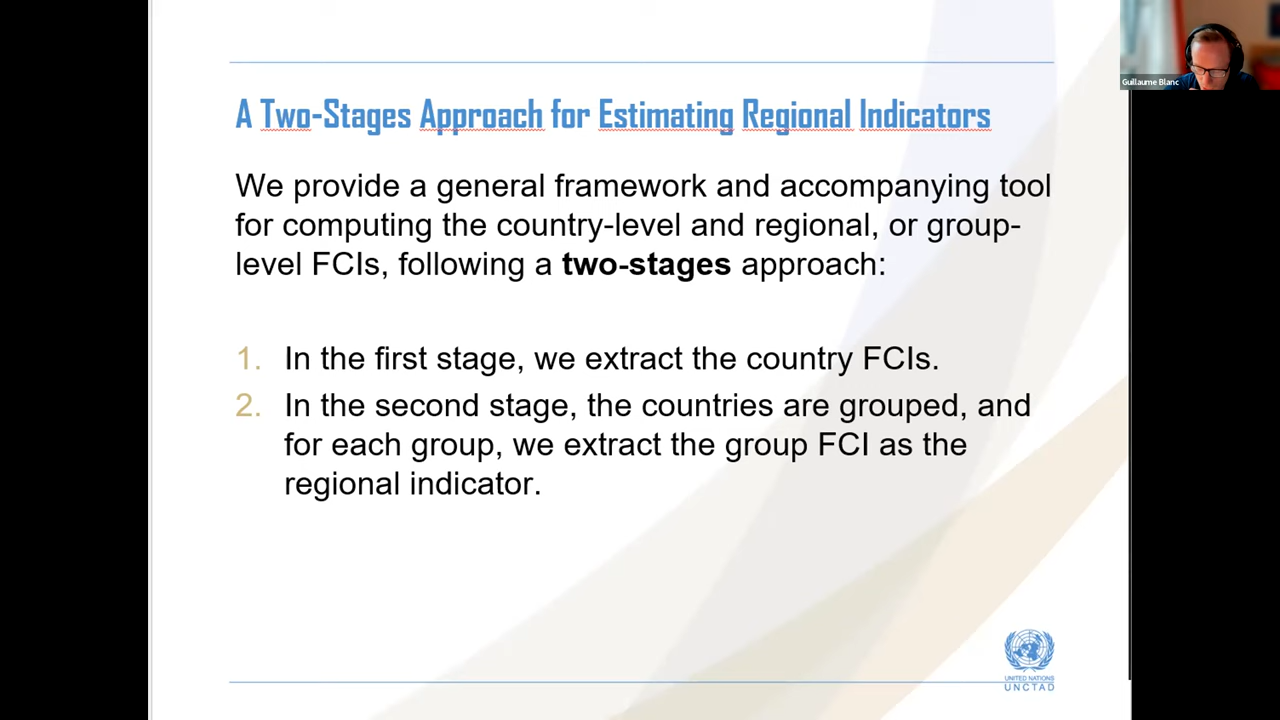 Guillaume Blanc
A Two-Stages Approach for Estimating Regional Indicators
We provide a general framework and accompanying tool
for computing the country-level and regional, or group-
level FCIs, following a two-stages approach:
1. In the first stage, we extract the country FCIs.
2. In the second stage, the countries are grouped, and
for each group, we extract the group FCI as the
regional indicator.
UNITED NATIONS
UNCTAD